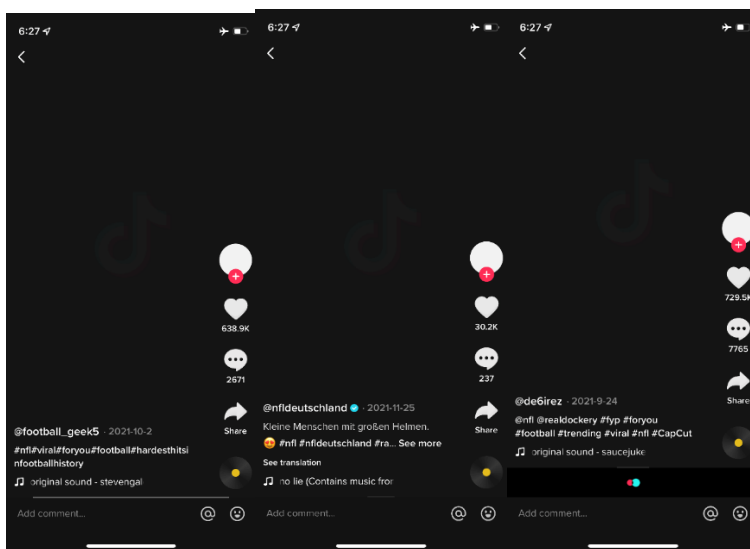 6:27
638.9K
2671
Share
@football_geek5 · 2021-10-2
#nfl#viral#foryou#football#hardesthitsi
nfootballhistory
original sound - stevengal
Add comment...
6:27
30.2K
237
Share
@nfldeutschland · 2021-11-25
Kleine Menschen mit großen Helmen.
😍 #nfl #nfldeutschland #ra... See more
See translation
no lie (Contains music fror
Add comment...
6:27
729.5K
7765
Share
@de6irez · 2021-9-24
@nfl @realdockery #fyp #foryou
#football #trending #viral #nfl #CapCut
original sound - saucejuke
Add comment...